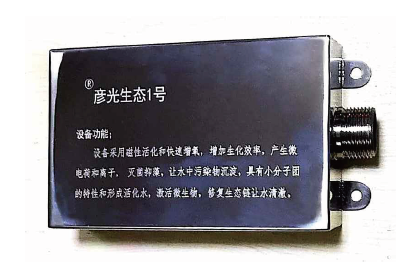 ®彦光生态1号
设备功能：
设备采用磁性活化和快速增氧，增加生化效率，产生微
电荷和离子，灭菌抑藻，让水中污染物沉淀，具有小分子团
的特性和形成活化水，激活微生物，修复生态链让水清澈。